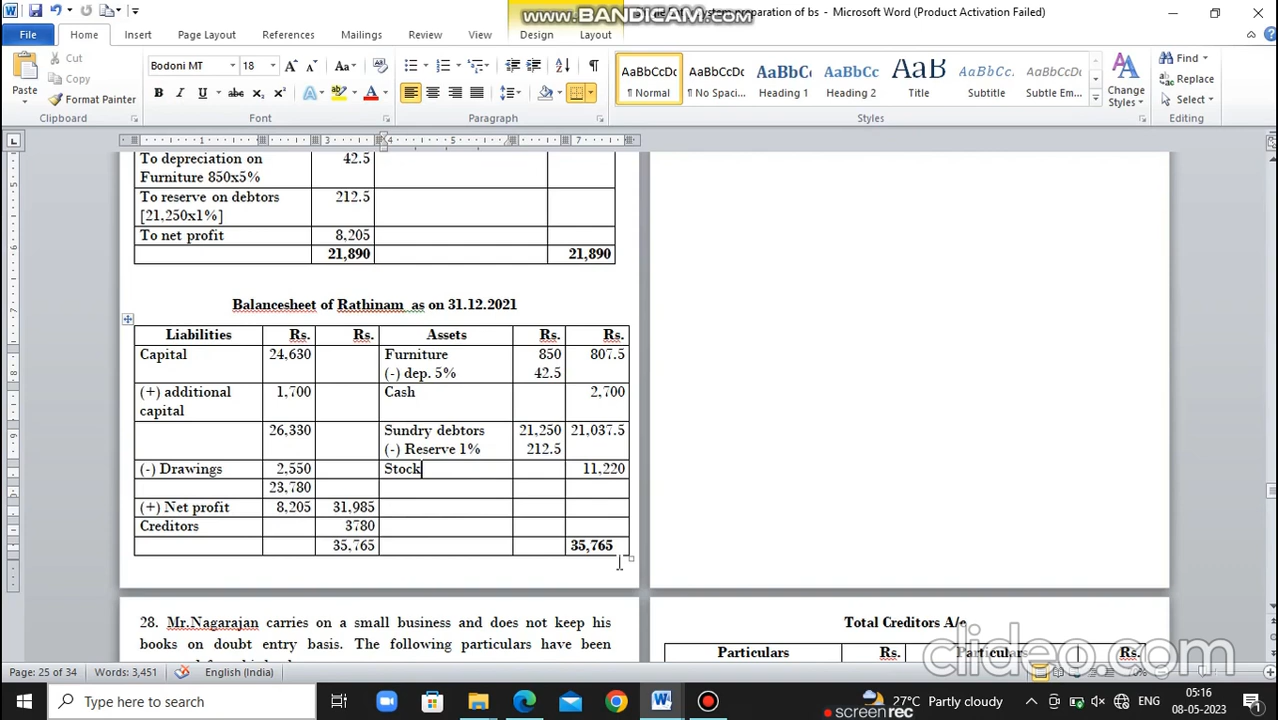 www.BANDICAM.com
preparation of bs - Microsoft Word (Product Activation Failed)
File Home Insert Page Layout References Mailings Review View Design Layout
Paste
Cut
Copy
Format Painter
Clipboard
Bodoni MT 18
Font
Paragraph
AaBbCcDc AaBbCcDc AaBbC AaBbCc AaB AaBbCcL AaBbCcDc
¶ Normal ¶ No Spaci... Heading 1 Heading 2 Title Subtitle Subtle Em...
Styles
Change
Styles
Find
Replace
Select
Editing
1 3 4 5 7
To depreciation on 42.5
Furniture 850x5%
To reserve on debtors 212.5
[21,250x1%]
To net profit 8,205
21,890 21,890
Balancesheet of Rathinam as on 31.12.2021
Liabilities Rs. Rs. Assets Rs. Rs.
Capital 24,630 Furniture 850 807.5
(-) dep. 5% 42.5
(+) additional 1,700 Cash 2,700
capital
26,330 Sundry debtors 21,250 21,037.5
(-) Reserve 1% 212.5
(-) Drawings 2,550 Stock 11,220
23,780
(+) Net profit 8,205 31,985
Creditors 3780
35,765 35,765
28. Mr.Nagarajan carries on a small business and does not keep his
books on doubt entry basis. The following particulars have been
Total Creditors A/c
Particulars Rs. Particulars Rs.
clideo.com
Page: 25 of 34 Words: 3,451 English (India)
Type here to search
27°C Partly cloudy
ENG
05:16
08-05-2023
screen rec